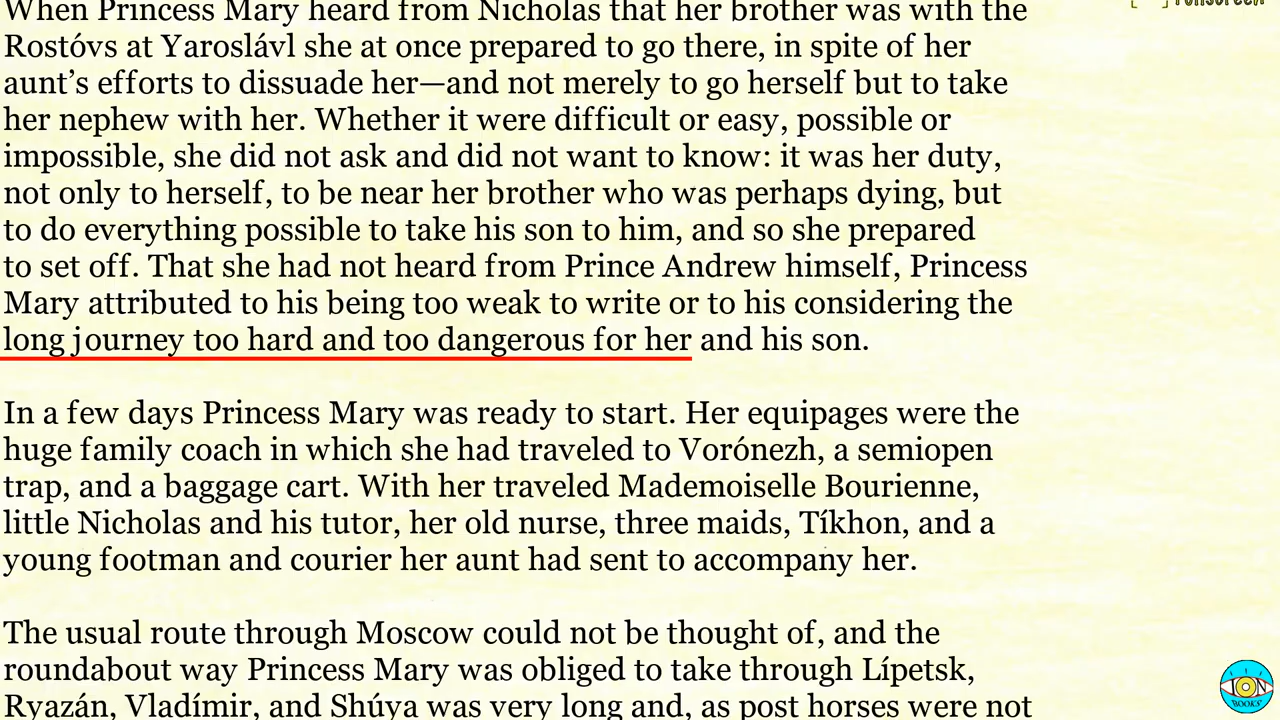 When Princess Mary heard from Nicholas that her brother was with the
Rostóvs at Yaroslávl she at once prepared to go there, in spite of her
aunt’s efforts to dissuade her—and not merely to go herself but to take
her nephew with her. Whether it were difficult or easy, possible or
impossible, she did not ask and did not want to know: it was her duty,
not only to herself, to be near her brother who was perhaps dying, but
to do everything possible to take his son to him, and so she prepared
to set off. That she had not heard from Prince Andrew himself, Princess
Mary attributed to his being too weak to write or to his considering the
long journey too hard and too dangerous for her and his son.
In a few days Princess Mary was ready to start. Her equipages were the
huge family coach in which she had traveled to Vorónezh, a semiopen
trap, and a baggage cart. With her traveled Mademoiselle Bourienne,
little Nicholas and his tutor, her old nurse, three maids, Tíkhon, and a
young footman and courier her aunt had sent to accompany her.
The usual route through Moscow could not be thought of, and the
roundabout way Princess Mary was obliged to take through Lípetsk,
Ryazán, Vladímir, and Shúya was very long and, as post horses were not
ION
BOOKS